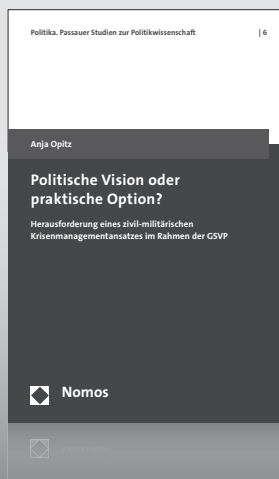 Politika. Passauer Studien zur Politikwissenschaft | 6
Anja Opitz
Politische Vision oder
praktische Option?
Herausforderung eines zivil-militärischen
Krisenmanagementansatzes im Rahmen der GSVP
Nomos